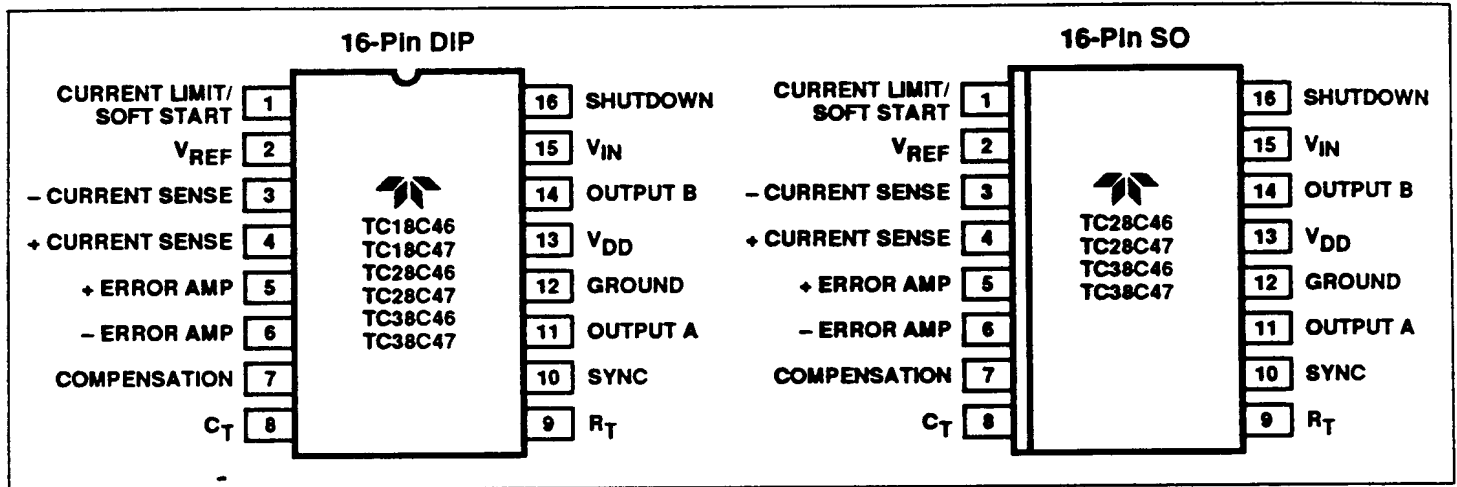 16-Pin DIP
CURRENT LIMIT/
SOFT START
1
VREF 2
– CURRENT SENSE 3
+ CURRENT SENSE 4
+ ERROR AMP 5
– ERROR AMP 6
COMPENSATION 7
CT 8
TC18C46
TC18C47
TC28C46
TC28C47
TC38C46
TC38C47
16 SHUTDOWN
15 VIN
14 OUTPUT B
13 VDD
12 GROUND
11 OUTPUT A
10 SYNC
9 RT
16-Pin SO
CURRENT LIMIT/
SOFT START
1
VREF 2
– CURRENT SENSE 3
+ CURRENT SENSE 4
+ ERROR AMP 5
– ERROR AMP 6
COMPENSATION 7
CT 8
TC28C46
TC28C47
TC38C46
TC38C47
16 SHUTDOWN
15 VIN
14 OUTPUT B
13 VDD
12 GROUND
11 OUTPUT A
10 SYNC
9 RT